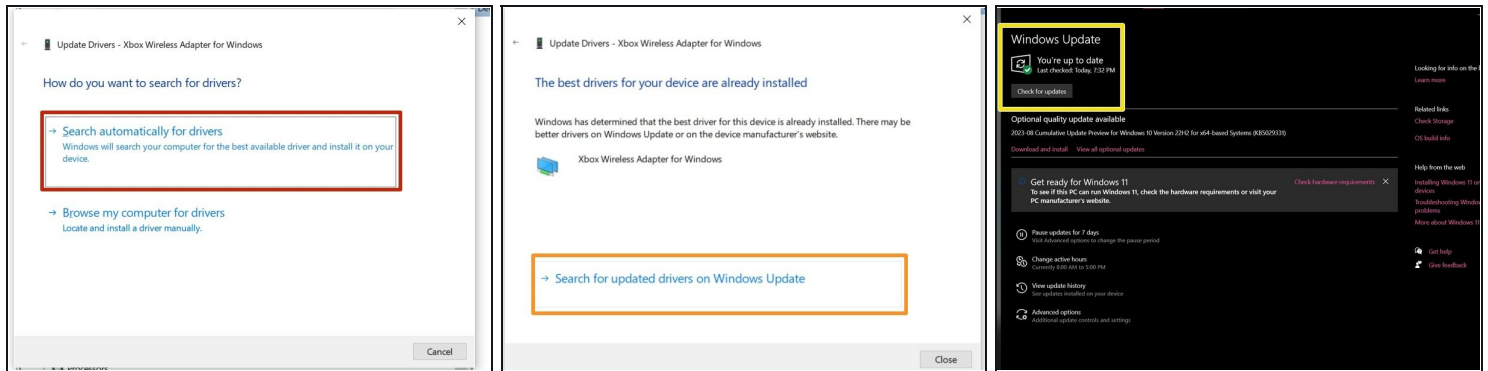 Update Drivers - Xbox Wireless Adapter for Windows
How do you want to search for drivers?
Search automatically for drivers
Windows will search your computer for the best available driver and install it on your
device.
Browse my computer for drivers
Locate and install a driver manually.
Cancel
Processors
Update Drivers - Xbox Wireless Adapter for Windows
The best drivers for your device are already installed
Windows has determined that the best driver for this device is already installed. There may be
better drivers on Windows Update or on the device manufacturer's website.
Xbox Wireless Adapter for Windows
Search for updated drivers on Windows Update
Close
Windows Update
You're up to date
Last checked: Today, 7:32 PM
Check for updates
Optional quality update available
2023-08 Cumulative Update Preview for Windows 10 Version 22H2 for x64-based Systems (KB5029331)
Download and install View all optional updates
Get ready for Windows 11
Check hardware requirements
To see if this PC can run Windows 11, check the hardware requirements or visit your
PC manufacturer's website.
Pause updates for 7 days
Visit Advanced options to change the pause period
Change active hours
Currently 8:00 AM to 5:00 PM
View update history
See updates installed on your device
Advanced options
Additional update controls and settings
Looking for info on the
Learn more
Related links
Check Storage
OS build info
Help from the web
Installing Windows 11 on
devices
Troubleshooting
problems
More about Windows 11
Get help
Give feedback